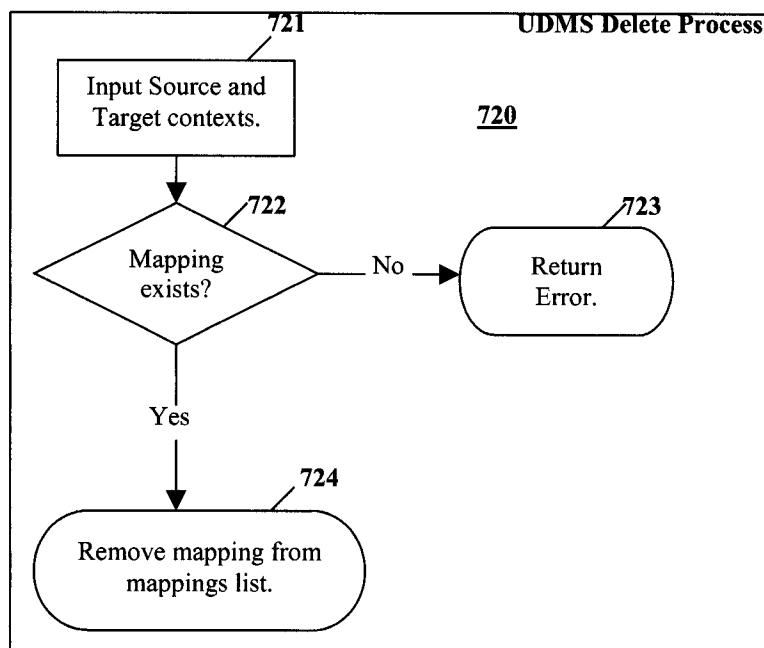 721
UDMS Delete Process
Input Source and
Target contexts.
720
722
723
Mapping
exists?
No
Return
Error.
Yes
724
Remove mapping from
mappings list.